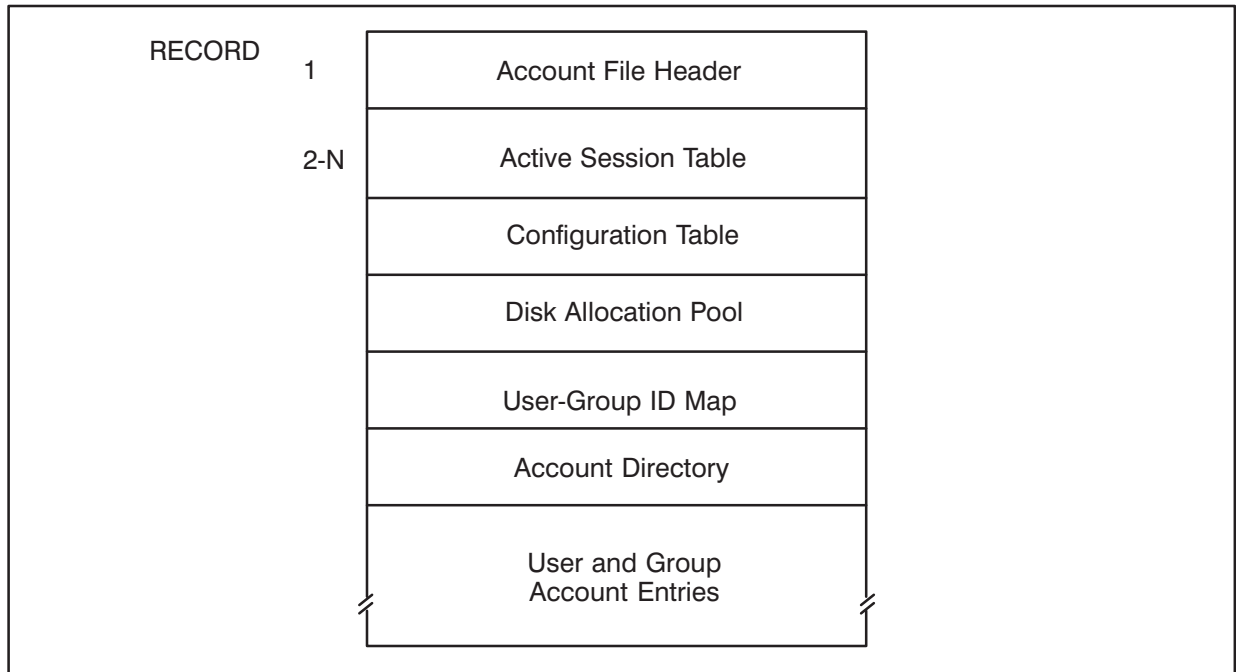 RECORD
1
Account File Header
2-N
Active Session Table
Configuration Table
Disk Allocation Pool
User-Group ID Map
Account Directory
User and Group
Account Entries